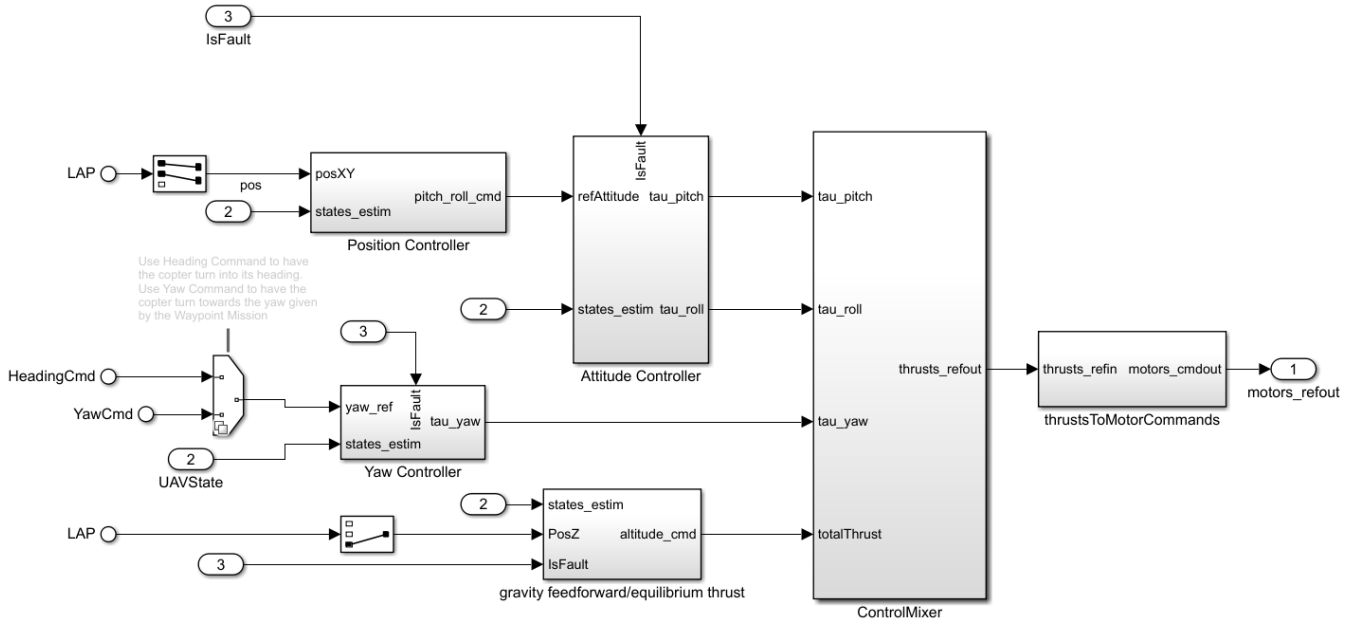 3
IsFault
IsFault
LAP
pos
posXY
pitch_roll_cmd
states_estim
2
Position Controller
refAttitude
tau_pitch
states_estim
tau_roll
2
Attitude Controller
Use Heading Command to have
the copter turn into its heading.
Use Yaw Command to have the
copter turn towards the yaw given
by the Waypoint Mission
3
HeadingCmd
YawCmd
2
UAVState
yaw_ref
IsFault
tau_yaw
states_estim
Yaw Controller
LAP
3
2
states_estim
PosZ
altitude_cmd
IsFault
gravity feedforward/equilibrium thrust
tau_pitch
tau_roll
thrusts_refout
tau_yaw
totalThrust
ControlMixer
thrusts_refin
motors_cmdout
thrustsToMotorCommands
1
motors_refout